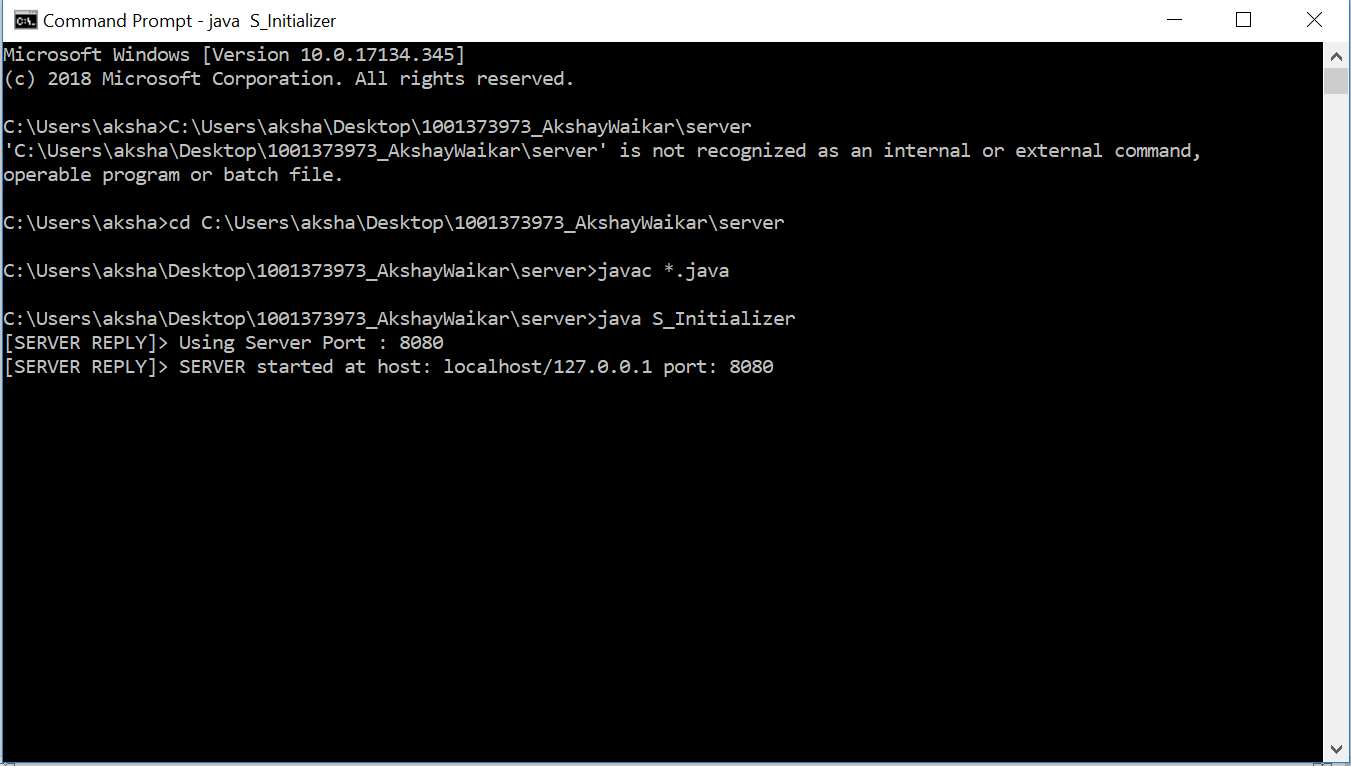 Command Prompt - java  S_Initializer
Microsoft Windows [Version 10.0.17134.345]
(c) 2018 Microsoft Corporation. All rights reserved.
C:\Users\aksha>C:\Users\aksha\Desktop\1001373973_AkshayWaikar\server
'C:\Users\aksha\Desktop\1001373973_AkshayWaikar\server' is not recognized as an internal or external command,
operable program or batch file.
C:\Users\aksha>cd C:\Users\aksha\Desktop\1001373973_AkshayWaikar\server
C:\Users\aksha\Desktop\1001373973_AkshayWaikar\server>javac *.java
C:\Users\aksha\Desktop\1001373973_AkshayWaikar\server>java S_Initializer
[SERVER REPLY]> Using Server Port : 8080
[SERVER REPLY]> SERVER started at host: localhost/127.0.0.1 port: 8080